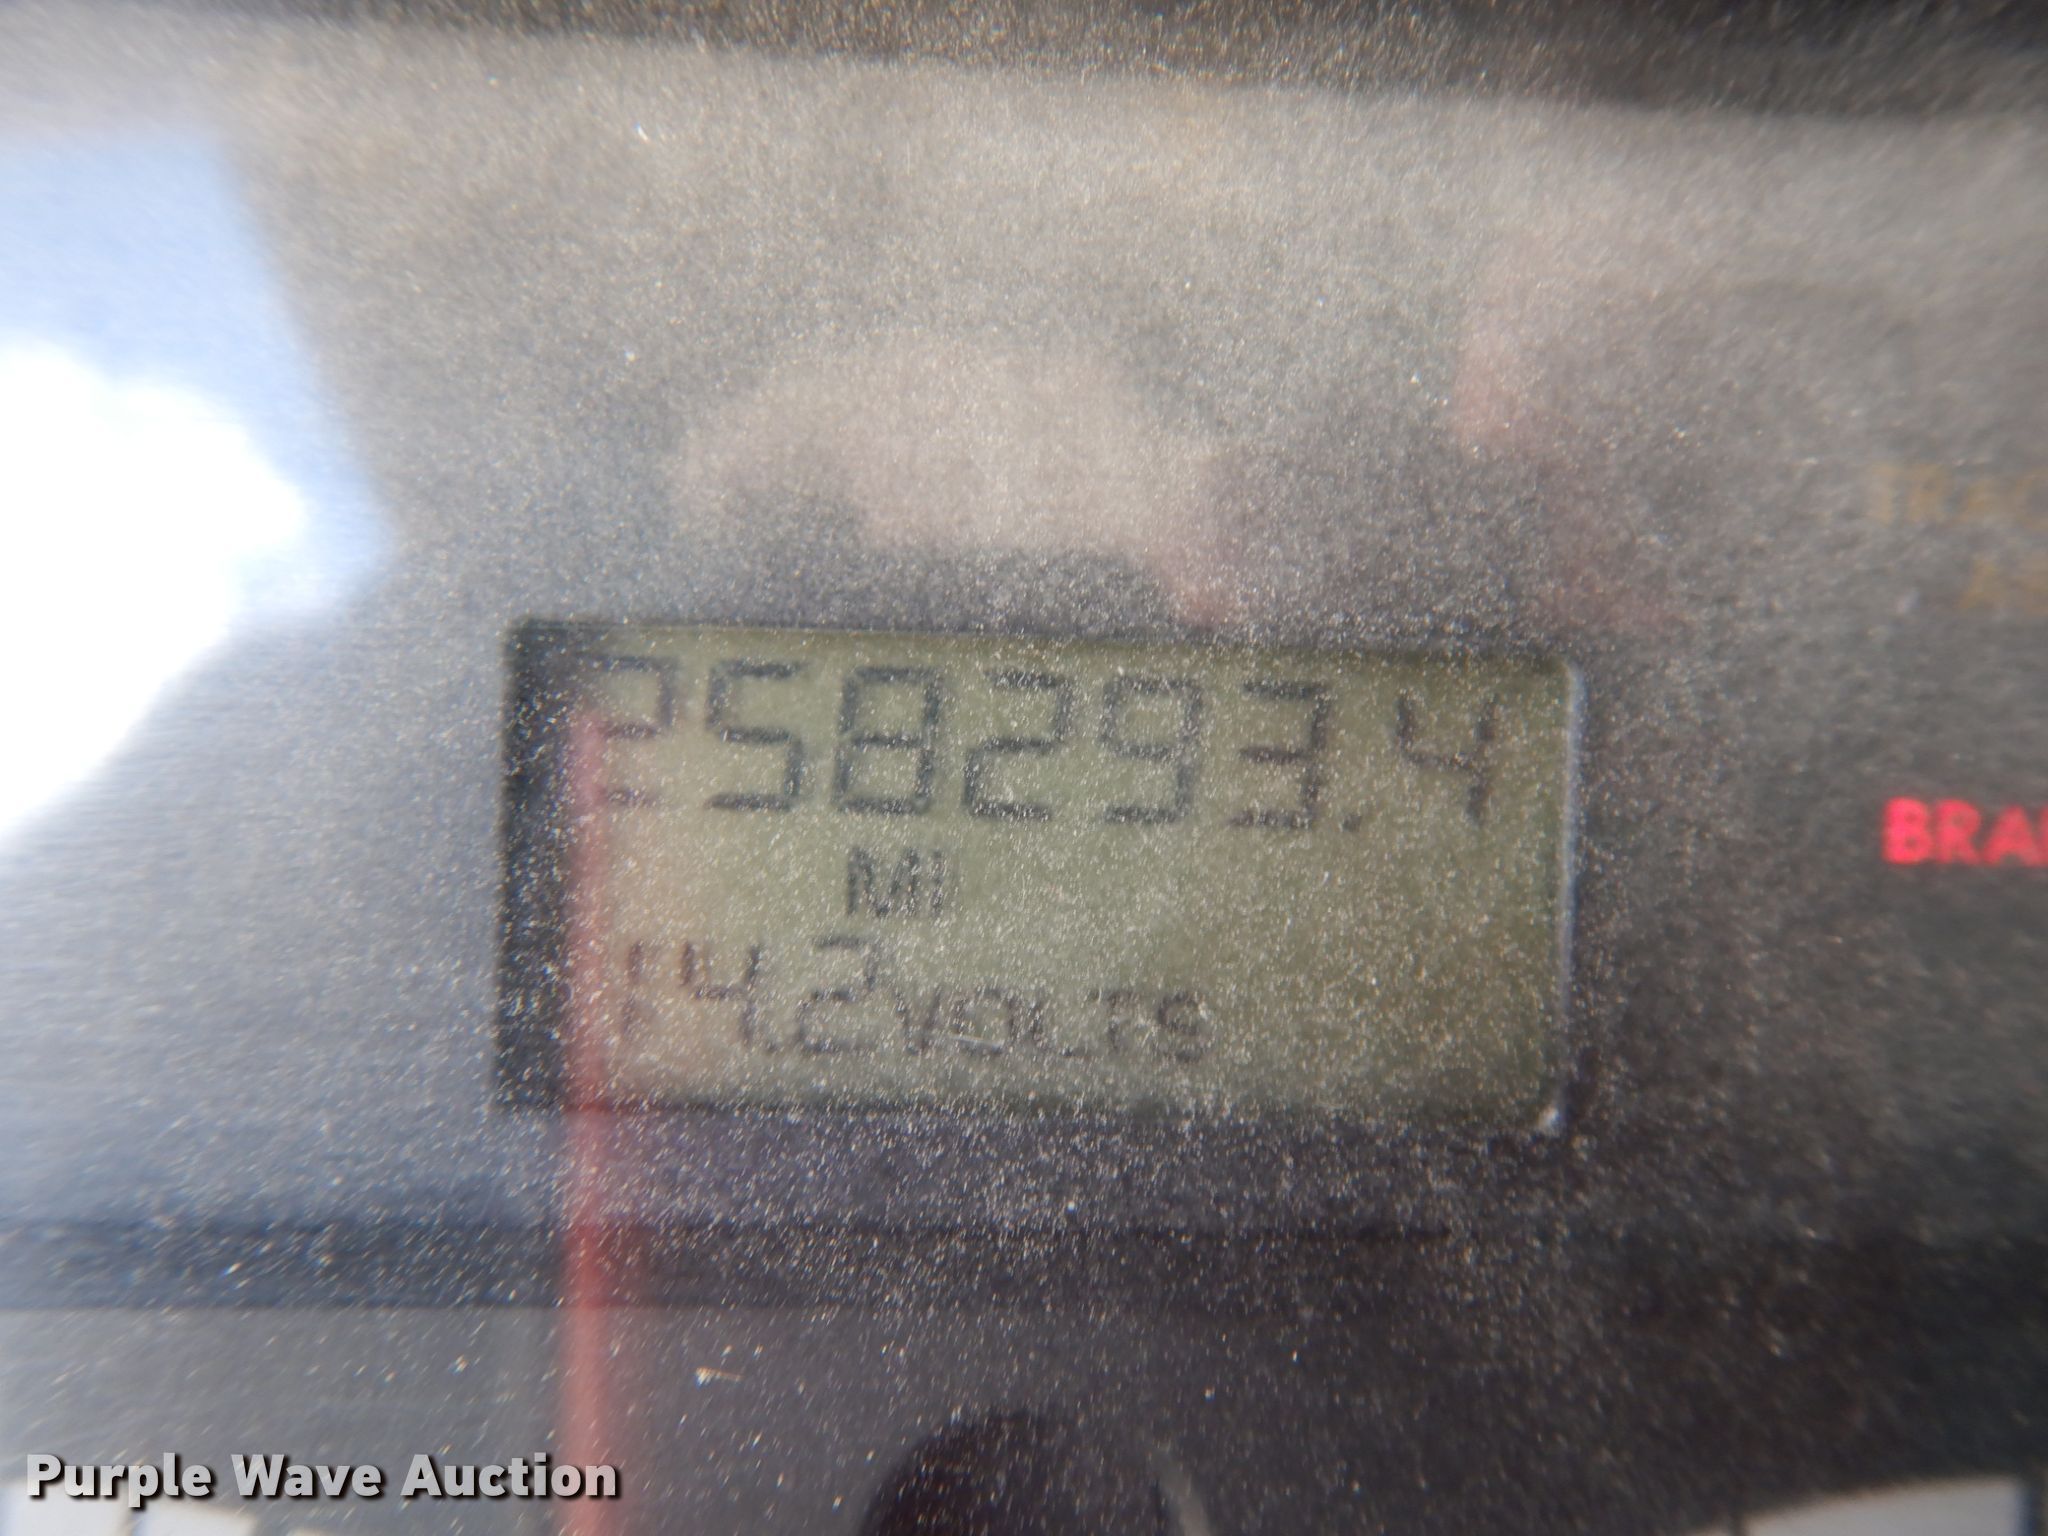 258293.4
MI
14.2 VOLTS
BRA
Purple Wave Auction